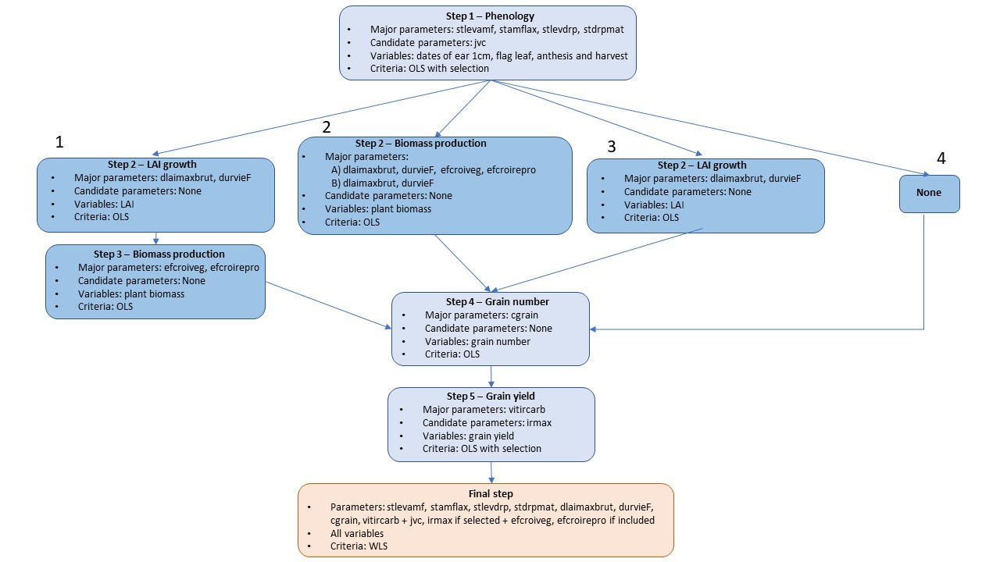 Step 1 – Phenology
• Major parameters: stlevamf, stamflax, stlevdrp, stdrpmat
• Candidate parameters: jvc
• Variables: dates of ear 1cm, flag leaf, anthesis and harvest
• Criteria: OLS with selection
1
Step 2 – LAI growth
• Major parameters: dlaimaxbrut, durvieF
• Candidate parameters: None
• Variables: LAI
• Criteria: OLS
Step 3 – Biomass production
• Major parameters: efcroiveg, efcroirepro
• Candidate parameters: None
• Variables: plant biomass
• Criteria: OLS
2
Step 2 – Biomass production
• Major parameters:
A) dlaimaxbrut, durvieF, efcroiveg, efcroirepro
B) dlaimaxbrut, durvieF
• Candidate parameters: None
• Variables: plant biomass
• Criteria: OLS
3
Step 2 – LAI growth
• Major parameters: dlaimaxbrut, durvieF
• Candidate parameters: None
• Variables: LAI
• Criteria: OLS
4
None
Step 4 – Grain number
• Major parameters: cgrain
• Candidate parameters: None
• Variables: grain number
• Criteria: OLS
Step 5 – Grain yield
• Major parameters: vitircarb
• Candidate parameters: irmax
• Variables: grain yield
• Criteria: OLS with selection
Final step
• Parameters: stlevamf, stamflax, stlevdrp, stdrpmat, dlaimaxbrut, durvieF,
cgrain, vitircarb + jvc, irmax if selected + efcroiveg, efcroirepro if included
• All variables
• Criteria: WLS